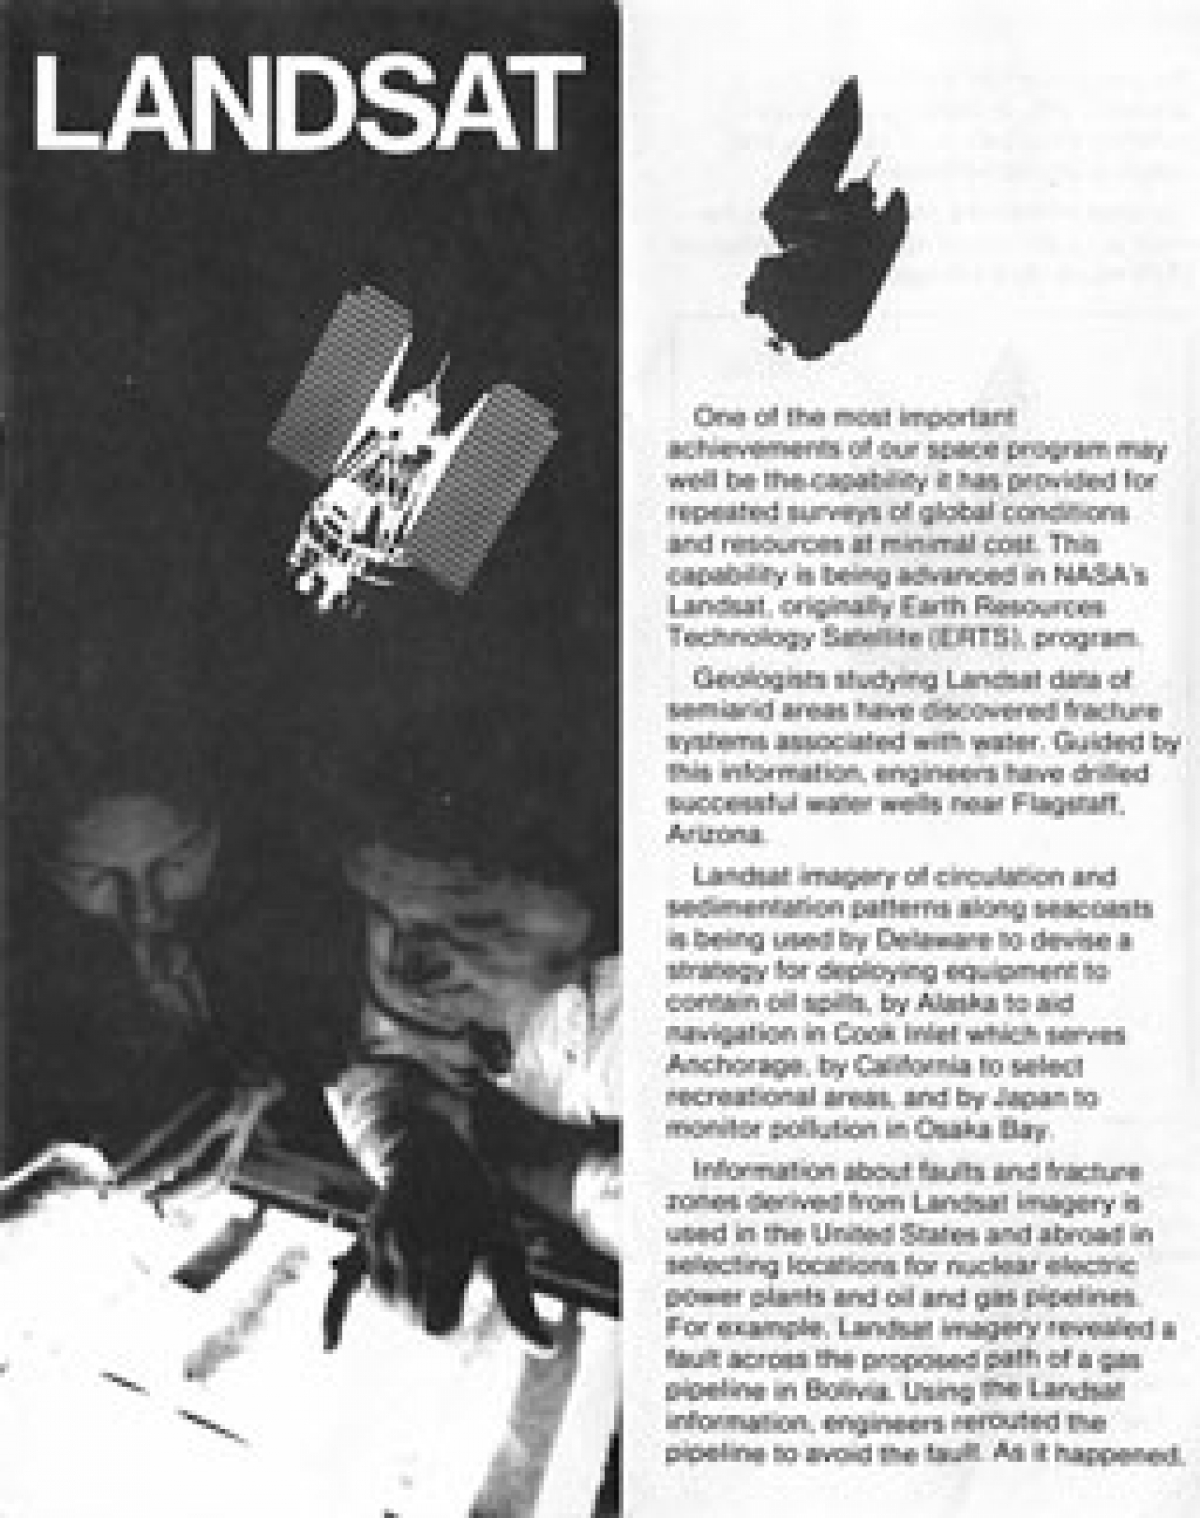 LANDSAT
One of the most important
achievements of our space program may
well be the capability it has provided for
repeated surveys of global conditions
and resources at minimal cost. This
capability is being advanced in NASA's
Landsat, originally Earth Resources
Technology Satellite (ERTS), program.
Geologists studying Landsat data of
semiarid areas have discovered fracture
systems associated with water. Guided by
this information, engineers have drilled
successful water wells near Flagstaff,
Arizona.
Landsat imagery of circulation and
sedimentation patterns along seacoasts
is being used by Delaware to devise a
strategy for deploying equipment to
contain oil spills, by Alaska to aid
navigation in Cook Inlet which serves
Anchorage, by California to select
recreational areas, and by Japan to
monitor pollution in Osaka Bay.
Information about faults and fracture
zones derived from Landsat imagery is
used in the United States and abroad in
selecting locations for nuclear electric
power plants and oil and gas pipelines.
For example, Landsat imagery revealed a
fault across the proposed path of a gas
pipeline in Bolivia. Using the Landsat
information, engineers rerouted the
pipeline to avoid the fault. As it happened,